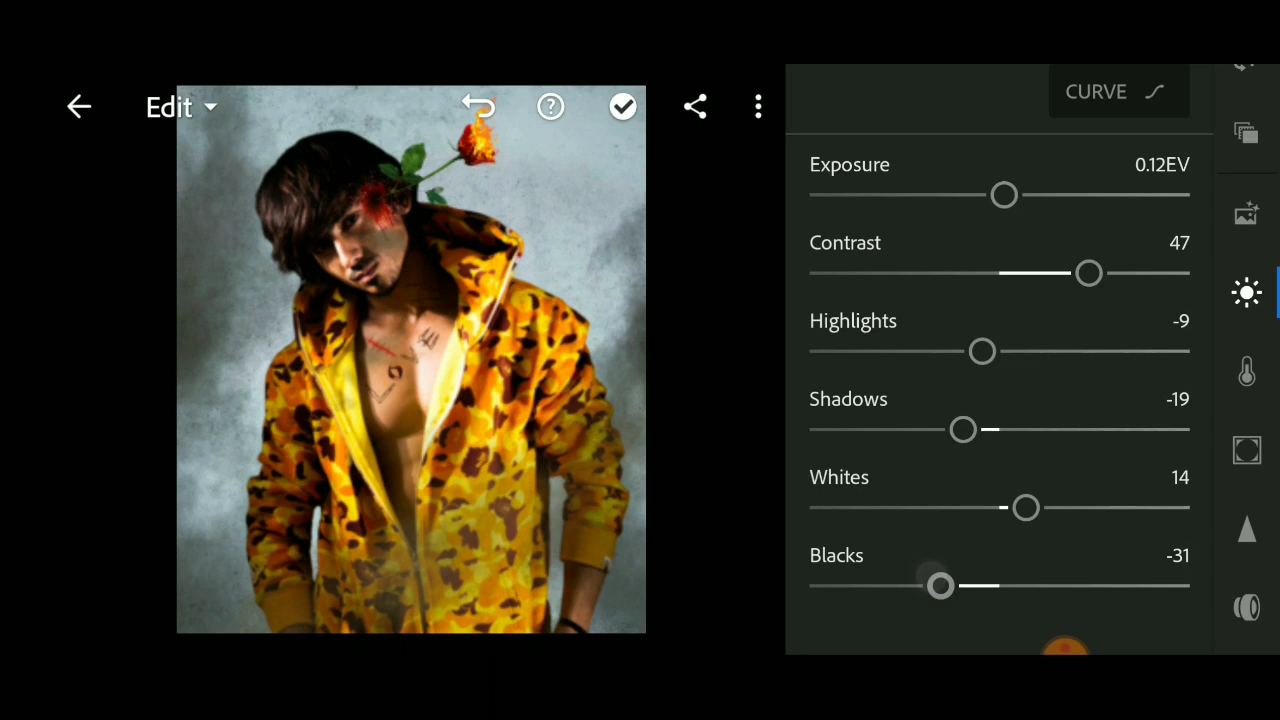 Edit
CURVE
Exposure 0.12EV
Contrast 47
Highlights -9
Shadows -19
Whites 14
Blacks -31